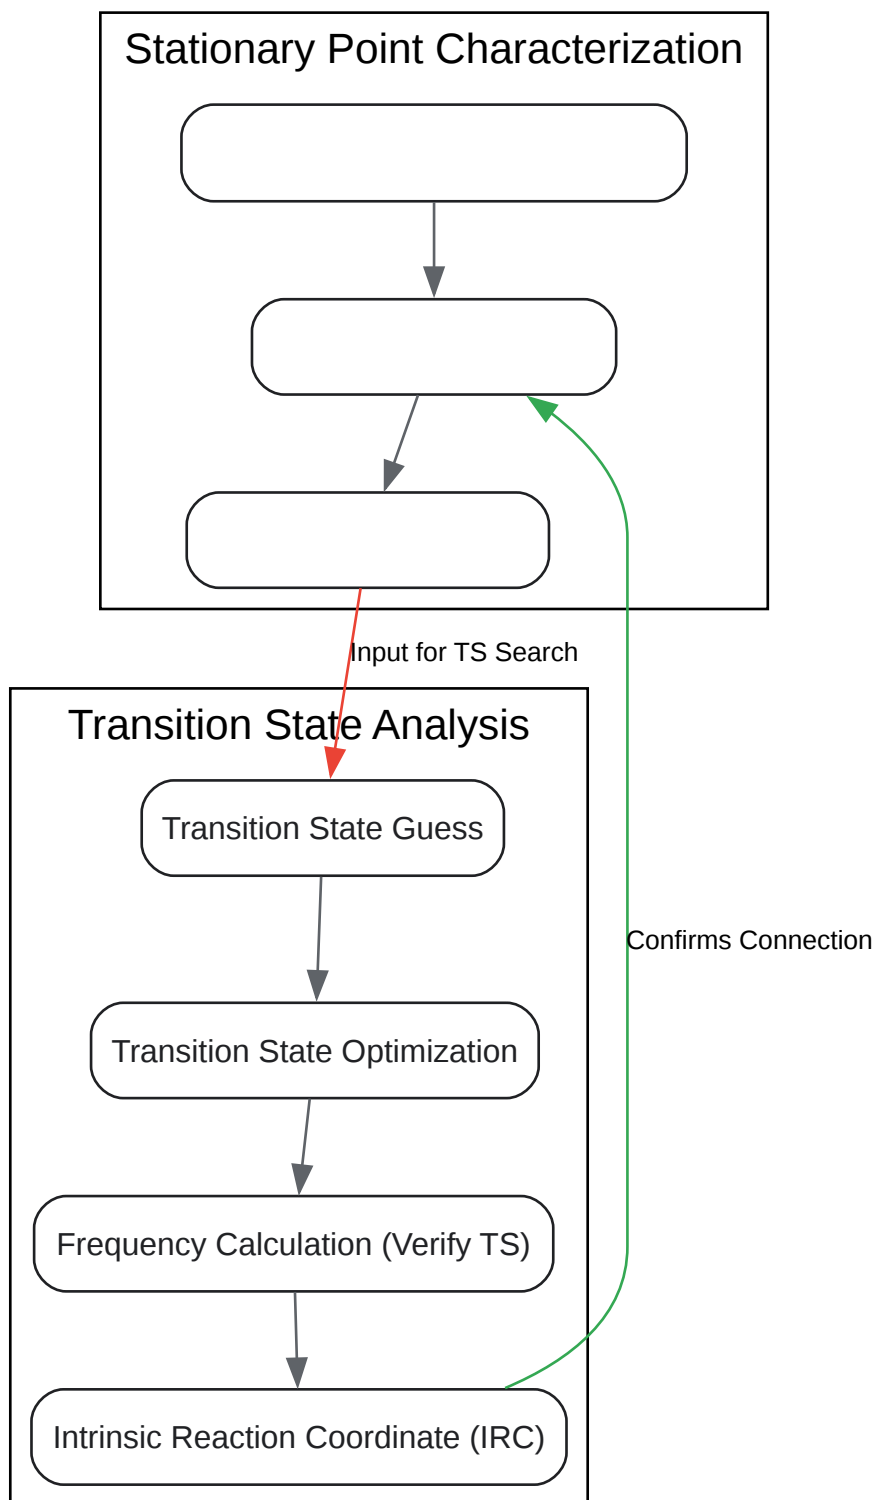 Stationary Point Characterization
Input for TS Search
Transition State Analysis
Transition State Guess
Confirms Connection
Transition State Optimization
Frequency Calculation (Verify TS)
Intrinsic Reaction Coordinate (IRC)